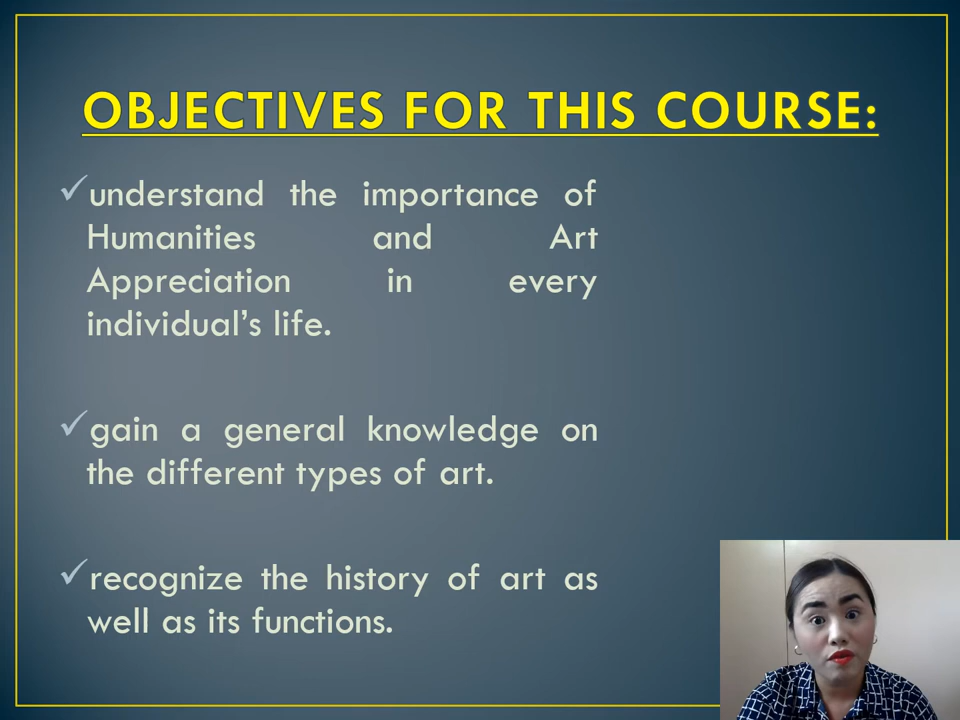 OBJECTIVES FOR THIS COURSE:
understand the importance of
Humanities and Art
Appreciation in every
individual’s life.
gain a general knowledge on
the different types of art.
recognize the history of art as
well as its functions.